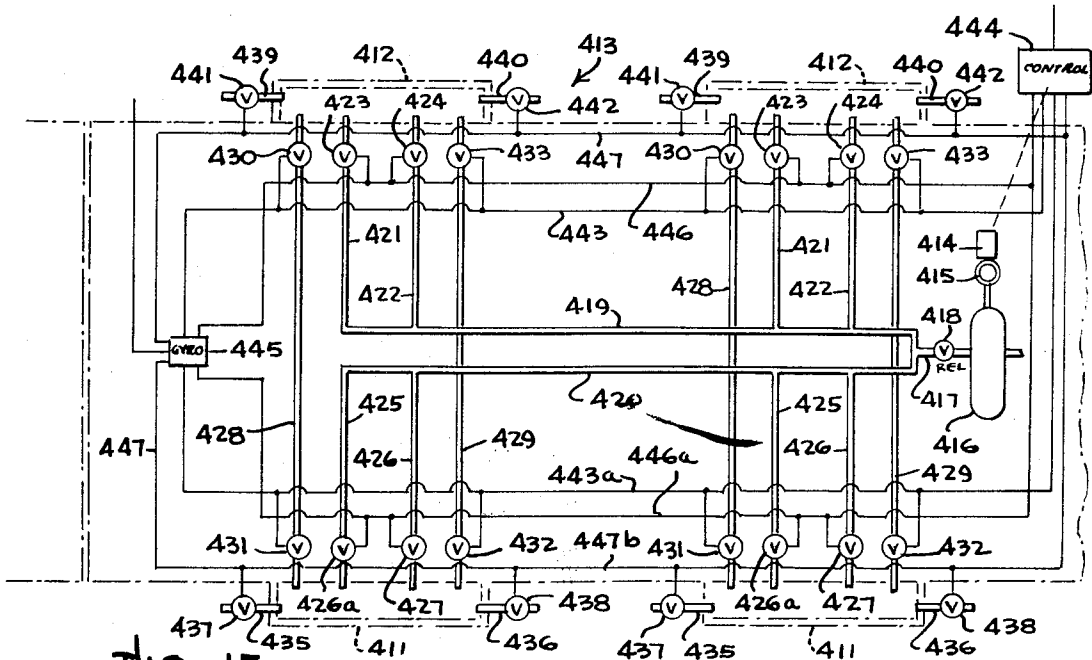 444
439 412 440 413 441 439 412 440 442
441 CONTROL
V V V V
423 424 442 423 424
V V V V V V V V
430 433 447 430 433
446
443 414
421 421
415
422 428 422
419 418
GYRO 445 V
REL 417
420
425 425 416
428
447 426 429 446a 426 429
443a
431 V V V V 432 447b 431 V V V V 432
426a 427 438 426a 427
V V V V
437 435 411 436 437 435 411 436 438